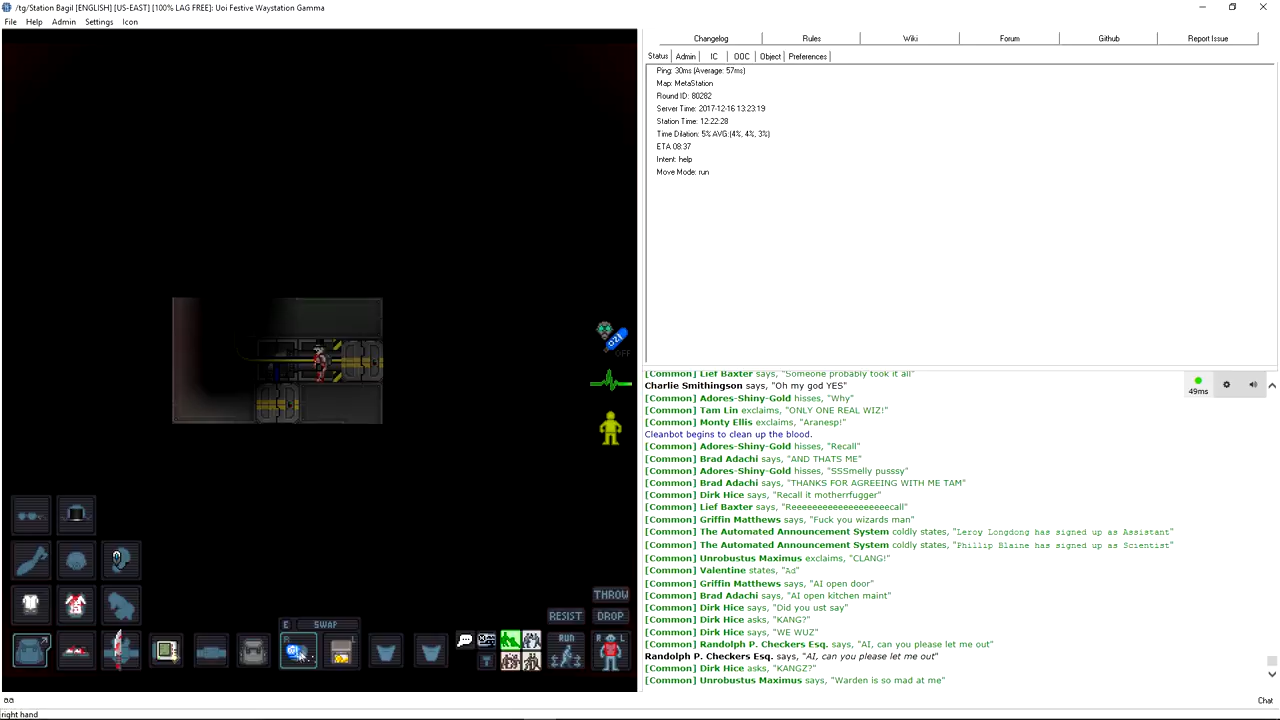 /tg/Station Bagil [ENGLISH] [US-EAST] [100% LAG FREE]: Uoi Festive Waystation Gamma
File Help Admin Settings Icon
Changelog Rules Wiki Forum Github Report Issue
Status Admin IC OOC Object Preferences
Ping: 30ms (Average: 57ms)
Map: MetaStation
Round ID: 80282
Server Time: 2017-12-16 13:23:19
Station Time: 12:22:28
Time Dilation: 5% AVG:(4%, 4%, 3%)
ETA 08:37
Intent: help
Move Mode: run
OFF
49ms
[Common] Lief Baxter says, "Someone probably took it all"
Charlie Smithingson says, "Oh my god YES"
[Common] Adores-Shiny-Gold hisses, "Why"
[Common] Tam Lin exclaims, "ONLY ONE REAL WIZ!"
[Common] Monty Ellis exclaims, "Aranesp!"
Cleanbot begins to clean up the blood.
[Common] Adores-Shiny-Gold hisses, "Recall"
[Common] Brad Adachi says, "AND THATS ME"
[Common] Adores-Shiny-Gold hisses, "SSSmelly pusssy"
[Common] Brad Adachi says, "THANKS FOR AGREEING WITH ME TAM"
[Common] Dirk Hice says, "Recall it motherrfugger"
[Common] Lief Baxter says, "Reeeeeeeeeeeeeeeeeecall"
[Common] Griffin Matthews says, "Fuck you wizards man"
[Common] The Automated Announcement System coldly states, "Leroy Longdong has signed up as Assistant"
[Common] The Automated Announcement System coldly states, "Phillip Blaine has signed up as Scientist"
[Common] Unrobustus Maximus exclaims, "CLANG!"
[Common] Valentine states, "Ad"
[Common] Griffin Matthews says, "AI open door"
[Common] Brad Adachi says, "AI open kitchen maint"
[Common] Dirk Hice says, "Did you ust say"
[Common] Dirk Hice asks, "KANG?"
[Common] Dirk Hice says, "WE WUZ"
[Common] Randolph P. Checkers Esq. says, "AI, can you please let me out"
Randolph P. Checkers Esq. says, "AI, can you please let me out"
[Common] Dirk Hice asks, "KANGZ?"
[Common] Unrobustus Maximus says, "Warden is so mad at me"
THROW
RESIST DROP
E SWAP
R L
RUN
R L
Chat
right hand